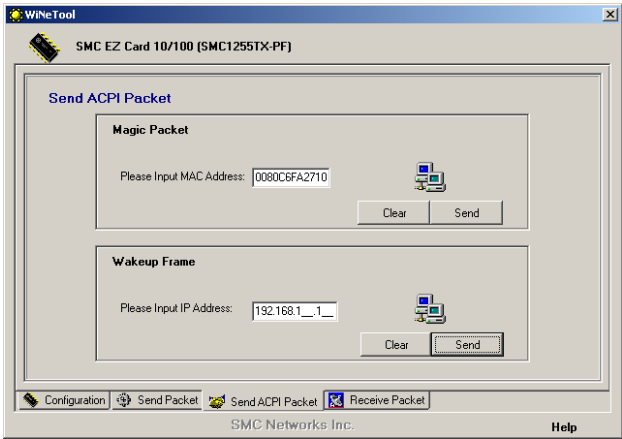 WiNeTool
SMC EZ Card 10/100 (SMC1255TX-PF)
Send ACPI Packet
Magic Packet
Please Input MAC Address: 0080C6FA2710
Clear Send
Wakeup Frame
Please Input IP Address: 192.168.1__.1__
Clear Send
Configuration Send Packet Send ACPI Packet Receive Packet
SMC Networks Inc.
Help